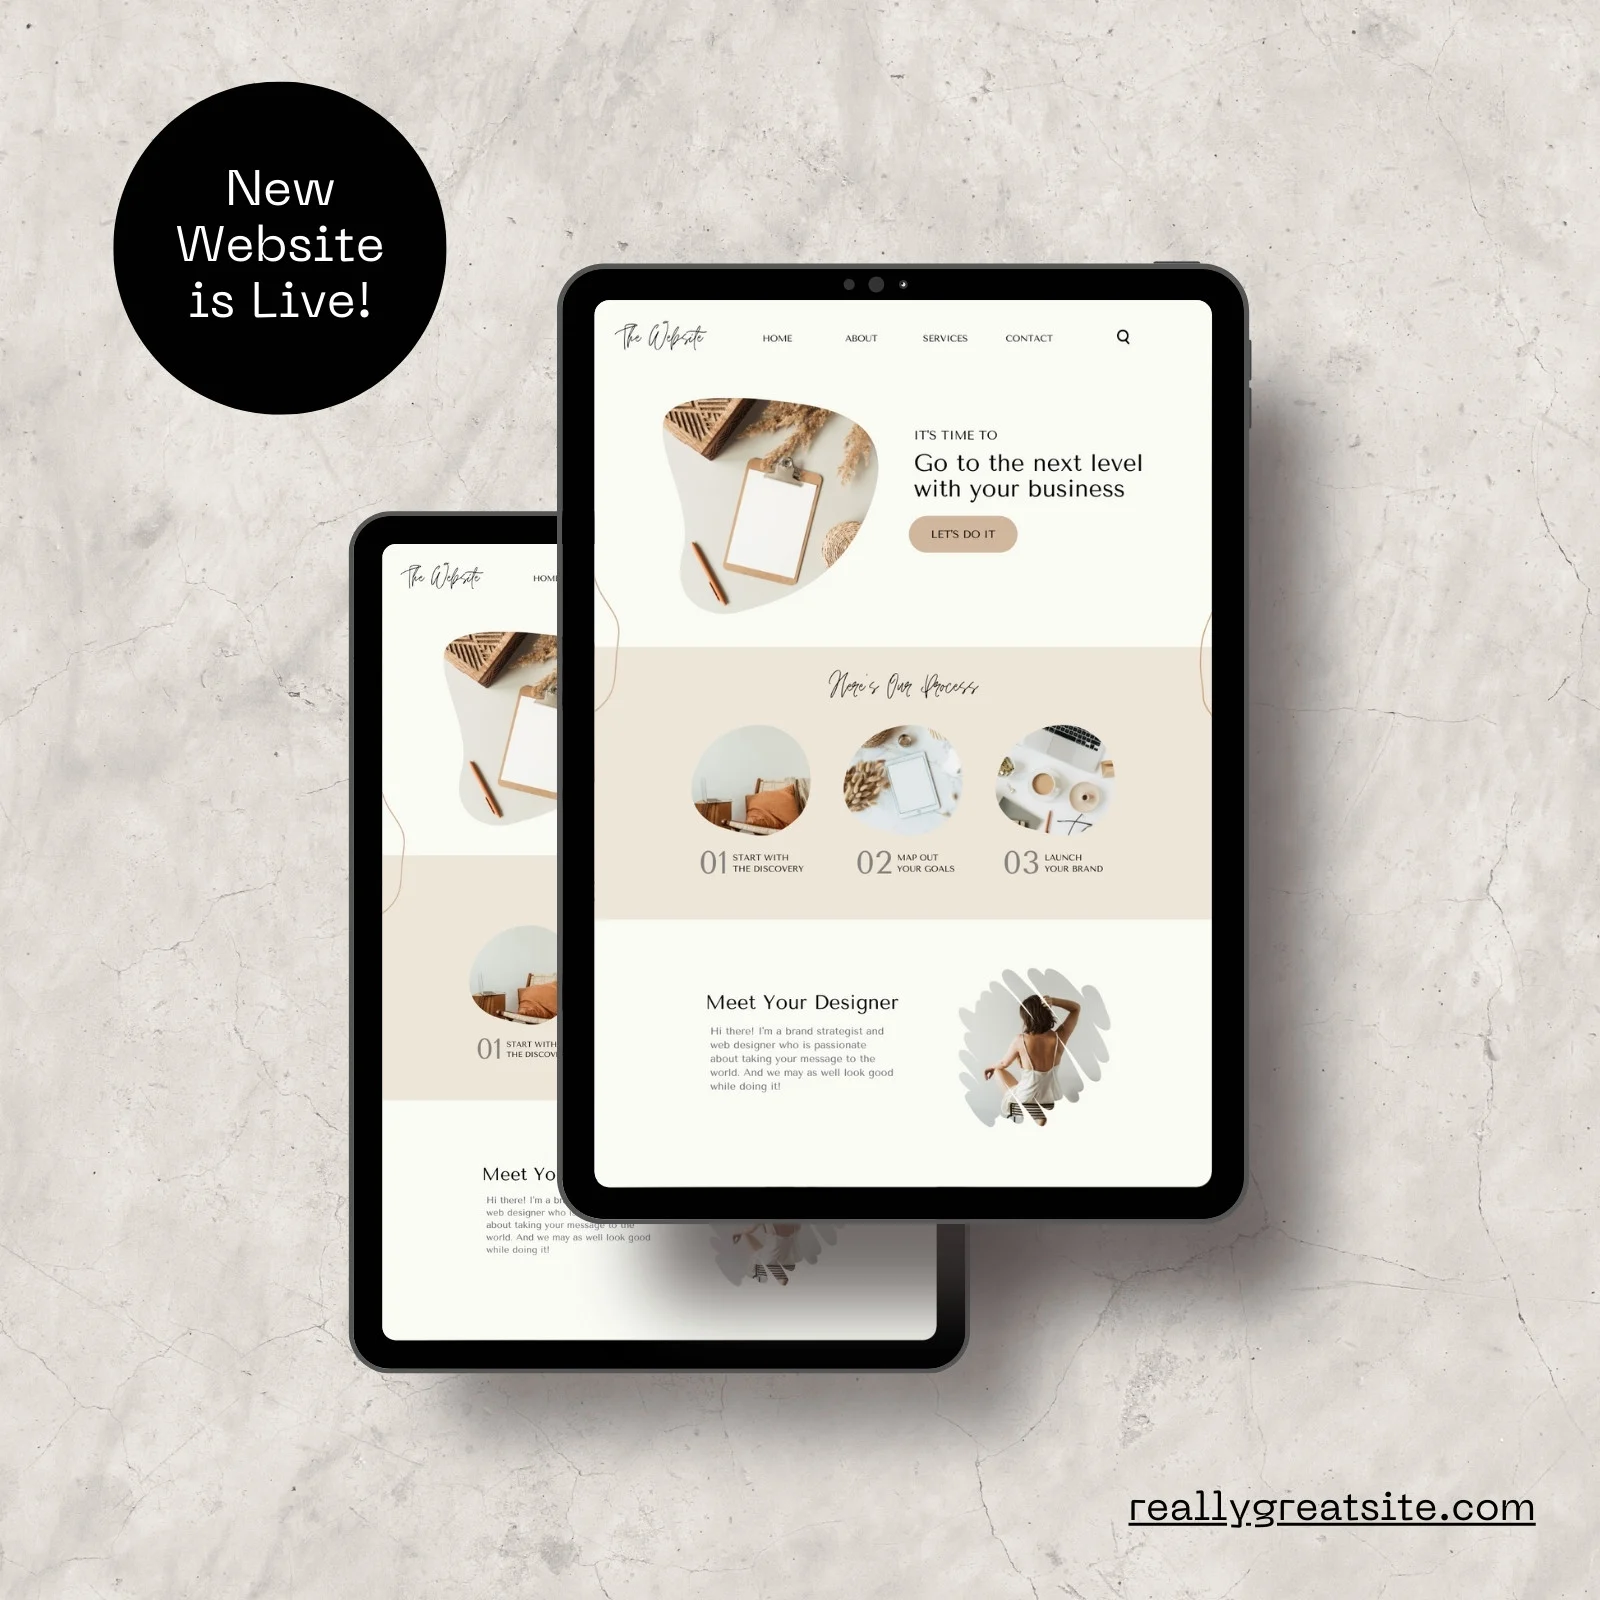 New
Website
is Live!
The Website
HOME
ABOUT
SERVICES
CONTACT
IT'S TIME TO
Go to the next level
with your business
LET'S DO IT
Here's Our Process
01
START WITH
THE DISCOVERY
02
MAP OUT
YOUR GOALS
03
LAUNCH
YOUR BRAND
Meet Your Designer
Hi there! I'm a brand strategist and
web designer who is passionate
about taking your message to the
world. And we may as well look good
while doing it!
The Website
HOME
01
START WITH
THE DISCOV
Meet Yo
Hi there! I'm a br
web designer who is
about taking your message to the
world. And we may as well look good
while doing it!
reallygreatsite.com